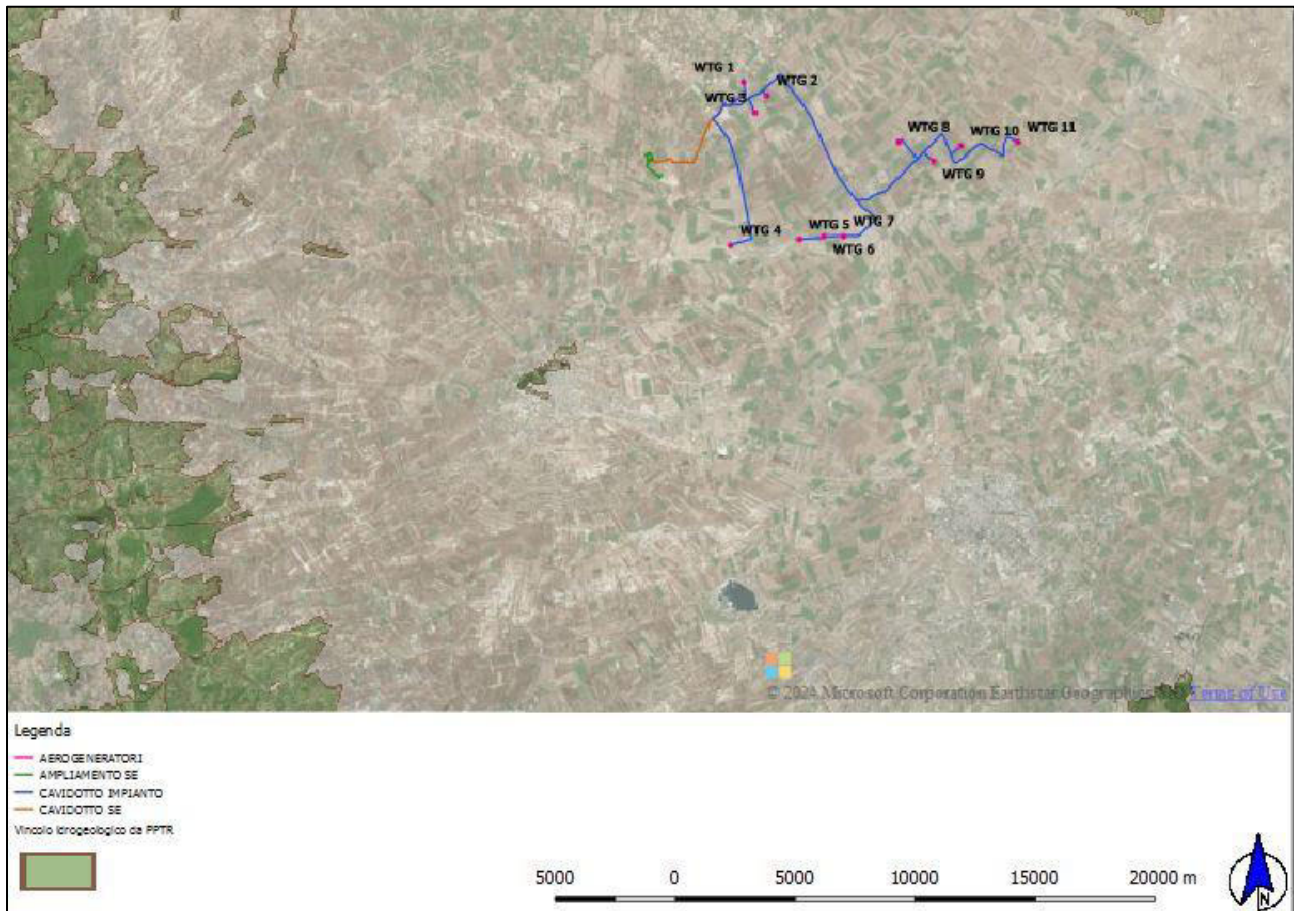 WTG 1
WTG 2
WTG 3
WTG 8
WTG 10
WTG 11
WTG 9
WTG 5
WTG 7
WTG 4
WTG 6
© 2024 Microsoft Corporation Earthstar Geographics Terms of Use
Legenda
AEROGENERATORI
AMPLIAMENTO SE
CAVIDOTTO IMPIANTO
CAVIDOTTO SE
Vincolo idrogeologico da PPTR
5000 0 5000 10000 15000 20000 m
N